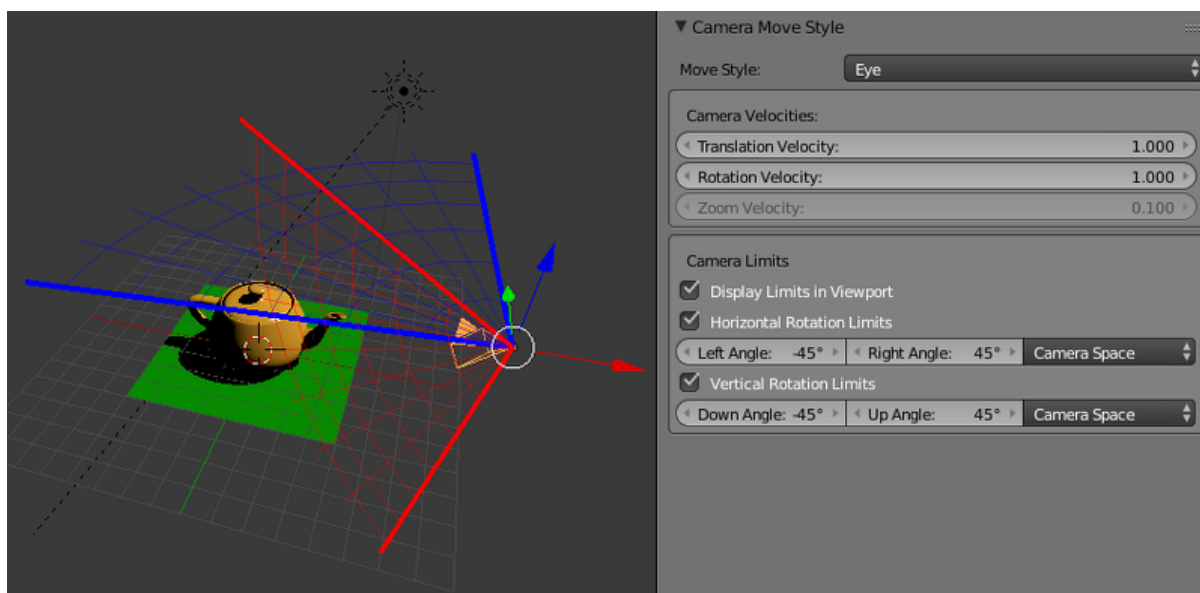 Camera Move Style
Move Style: Eye
Camera Velocities:
Translation Velocity: 1.000
Rotation Velocity: 1.000
Zoom Velocity: 0.100
Camera Limits
Display Limits in Viewport
Horizontal Rotation Limits
Left Angle: -45° Right Angle: 45° Camera Space
Vertical Rotation Limits
Down Angle: -45° Up Angle: 45° Camera Space